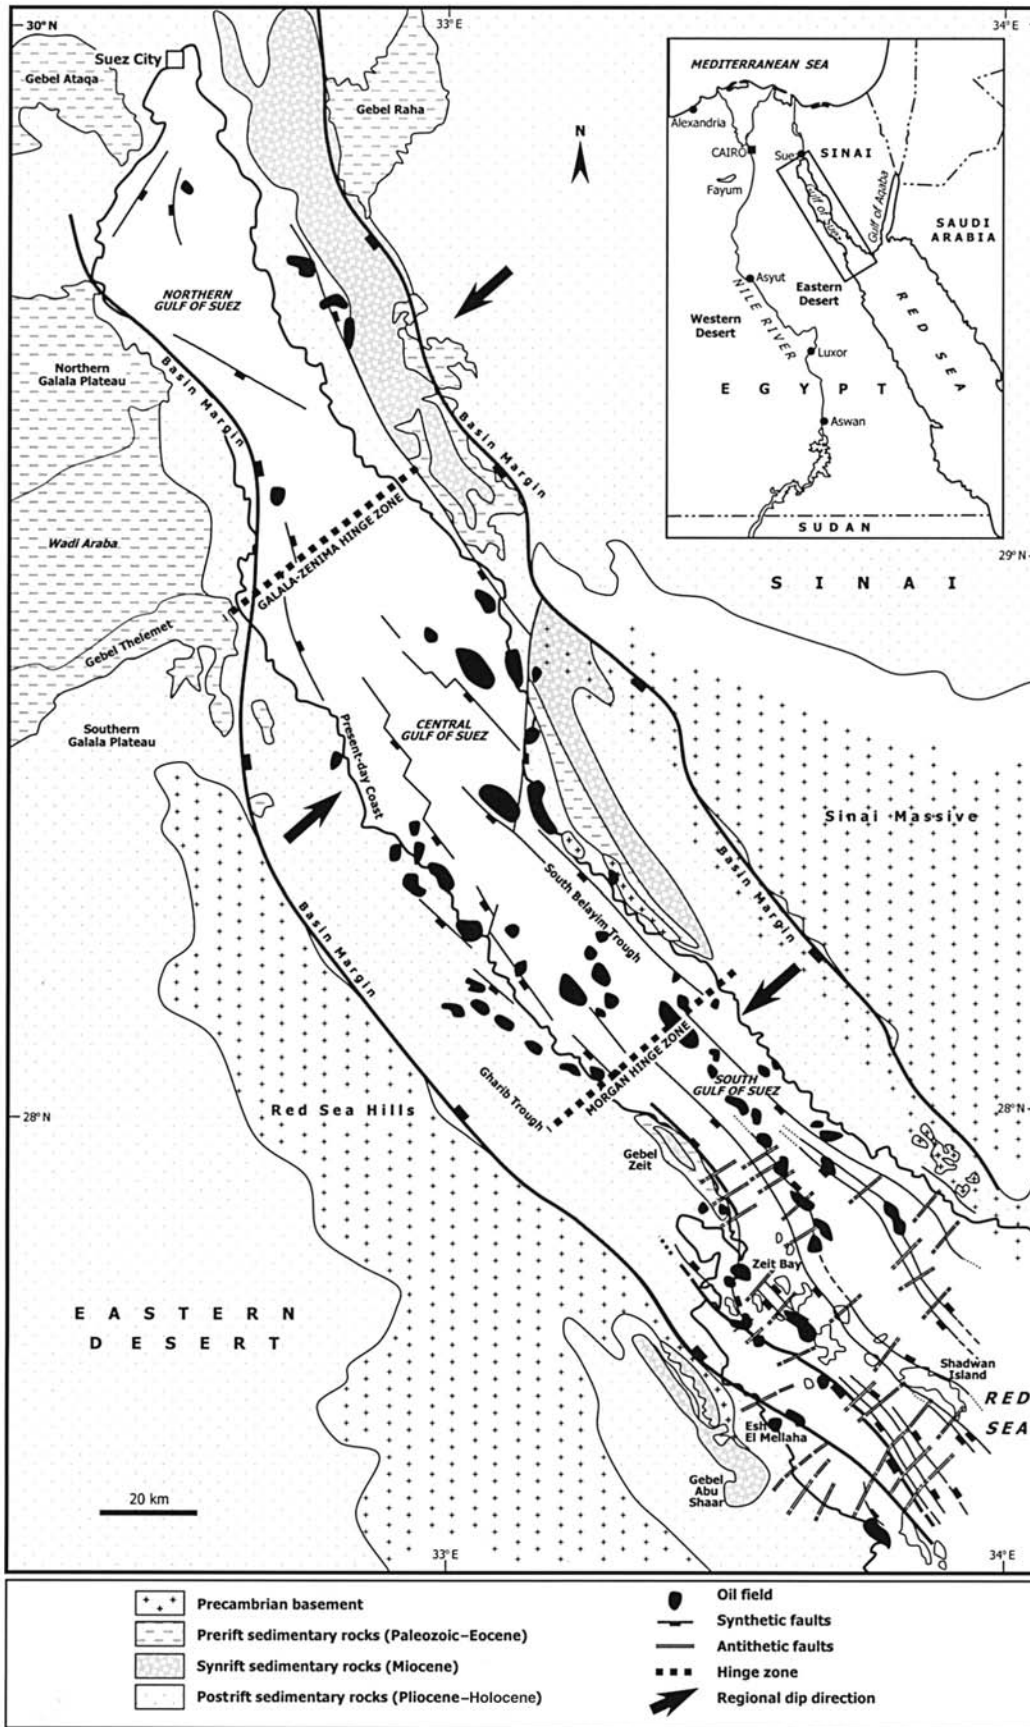 30° N
33° E
34° E
Suez City
Gebel Ataqa
Gebel Raha
N
MEDITERRANEAN SEA
Alexandria
CAIRO
Sue
SINAI
Fayum
Gulf of Suez
Gulf of Aqaba
SAUDI
ARABIA
Asyut
Eastern
Desert
NILE RIVER
Western
Desert
RED SEA
Luxor
EGYPT
Aswan
SUDAN
NORTHERN
GULF OF SUEZ
Northern
Galala Plateau
Basin Margin
Basin Margin
Wadi Araba
GALALA-ZENIMA HINGE ZONE
29° N
SINAI
Gebel Thelemet
Southern
Galala Plateau
Present-day Coast
CENTRAL
GULF OF SUEZ
Sinai Massive
Basin Margin
Basin Margin
South Belayim Trough
MORGAN HINGE ZONE
SOUTH
GULF OF SUEZ
Gharib Trough
Red Sea Hills
28° N
28° N
Gebel
Zeit
Zeit Bay
EASTERN
DESERT
Shadwan
Island
RED
SEA
Esh
El Mellaha
Gebel
Abu
Shaar
20 km
33° E
34° E
Precambrian basement
Prerift sedimentary rocks (Paleozoic–Eocene)
Synrift sedimentary rocks (Miocene)
Postrift sedimentary rocks (Pliocene–Holocene)
Oil field
Synthetic faults
Antithetic faults
Hinge zone
Regional dip direction